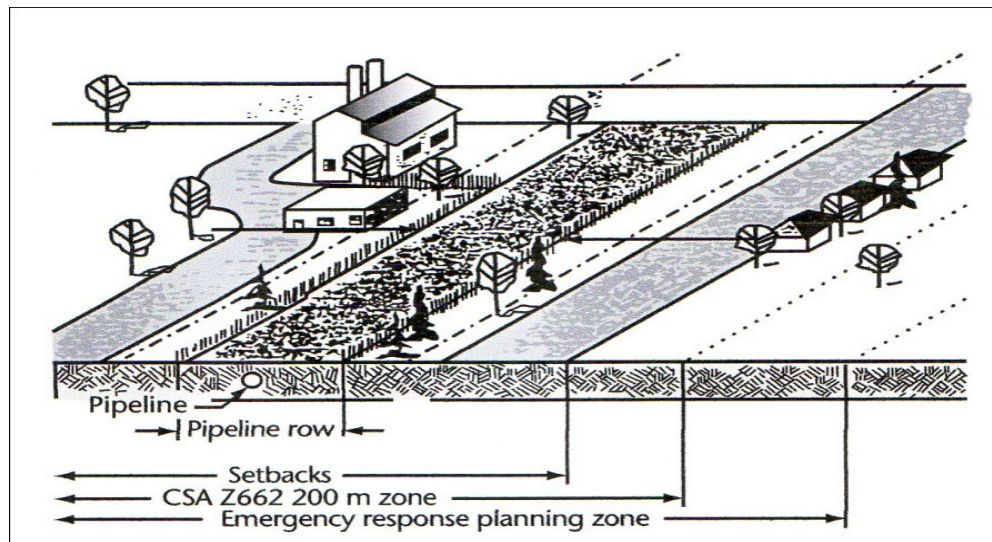 Pipeline
Pipeline row
Setbacks
CSA Z662 200 m zone
Emergency response planning zone